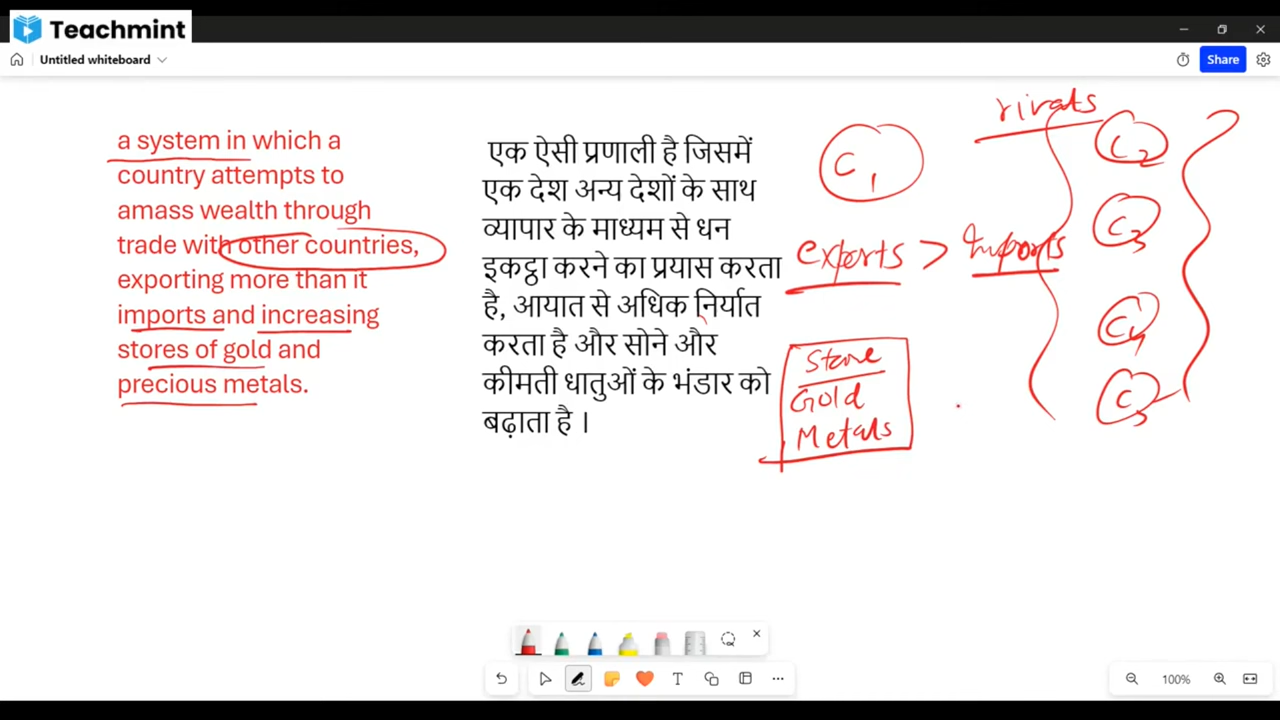 Teachmint
Untitled whiteboard
Share
a system in which a
country attempts to
amass wealth through
trade with other countries,
exporting more than it
imports and increasing
stores of gold and
precious metals.
एक ऐसी प्रणाली है जिसमें
एक देश अन्य देशों के साथ
व्यापार के माध्यम से धन
इकट्ठा करने का प्रयास करता
है, आयात से अधिक निर्यात
करता है और सोने और
कीमती धातुओं के भंडार को
बढ़ाता है ।
C1
rivals
C2
C3
C4
C5
exports > Imports
Store
Gold
Metals
100%